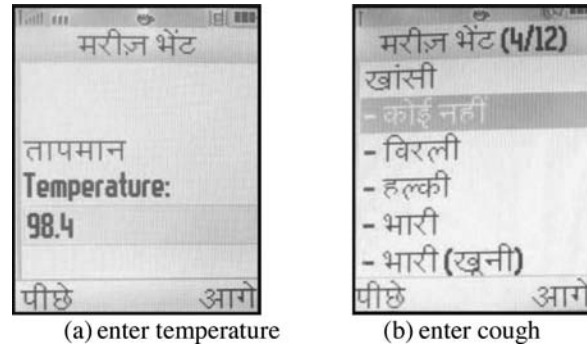 मरीज़ भेंट
तापमान
Temperature:
98.4
पीछे आगे
(a) enter temperature
मरीज़ भेंट (4/12)
खांसी
- कोई नहीं
- विरली
- हल्की
- भारी
- भारी (खूनी)
पीछे आगे
(b) enter cough